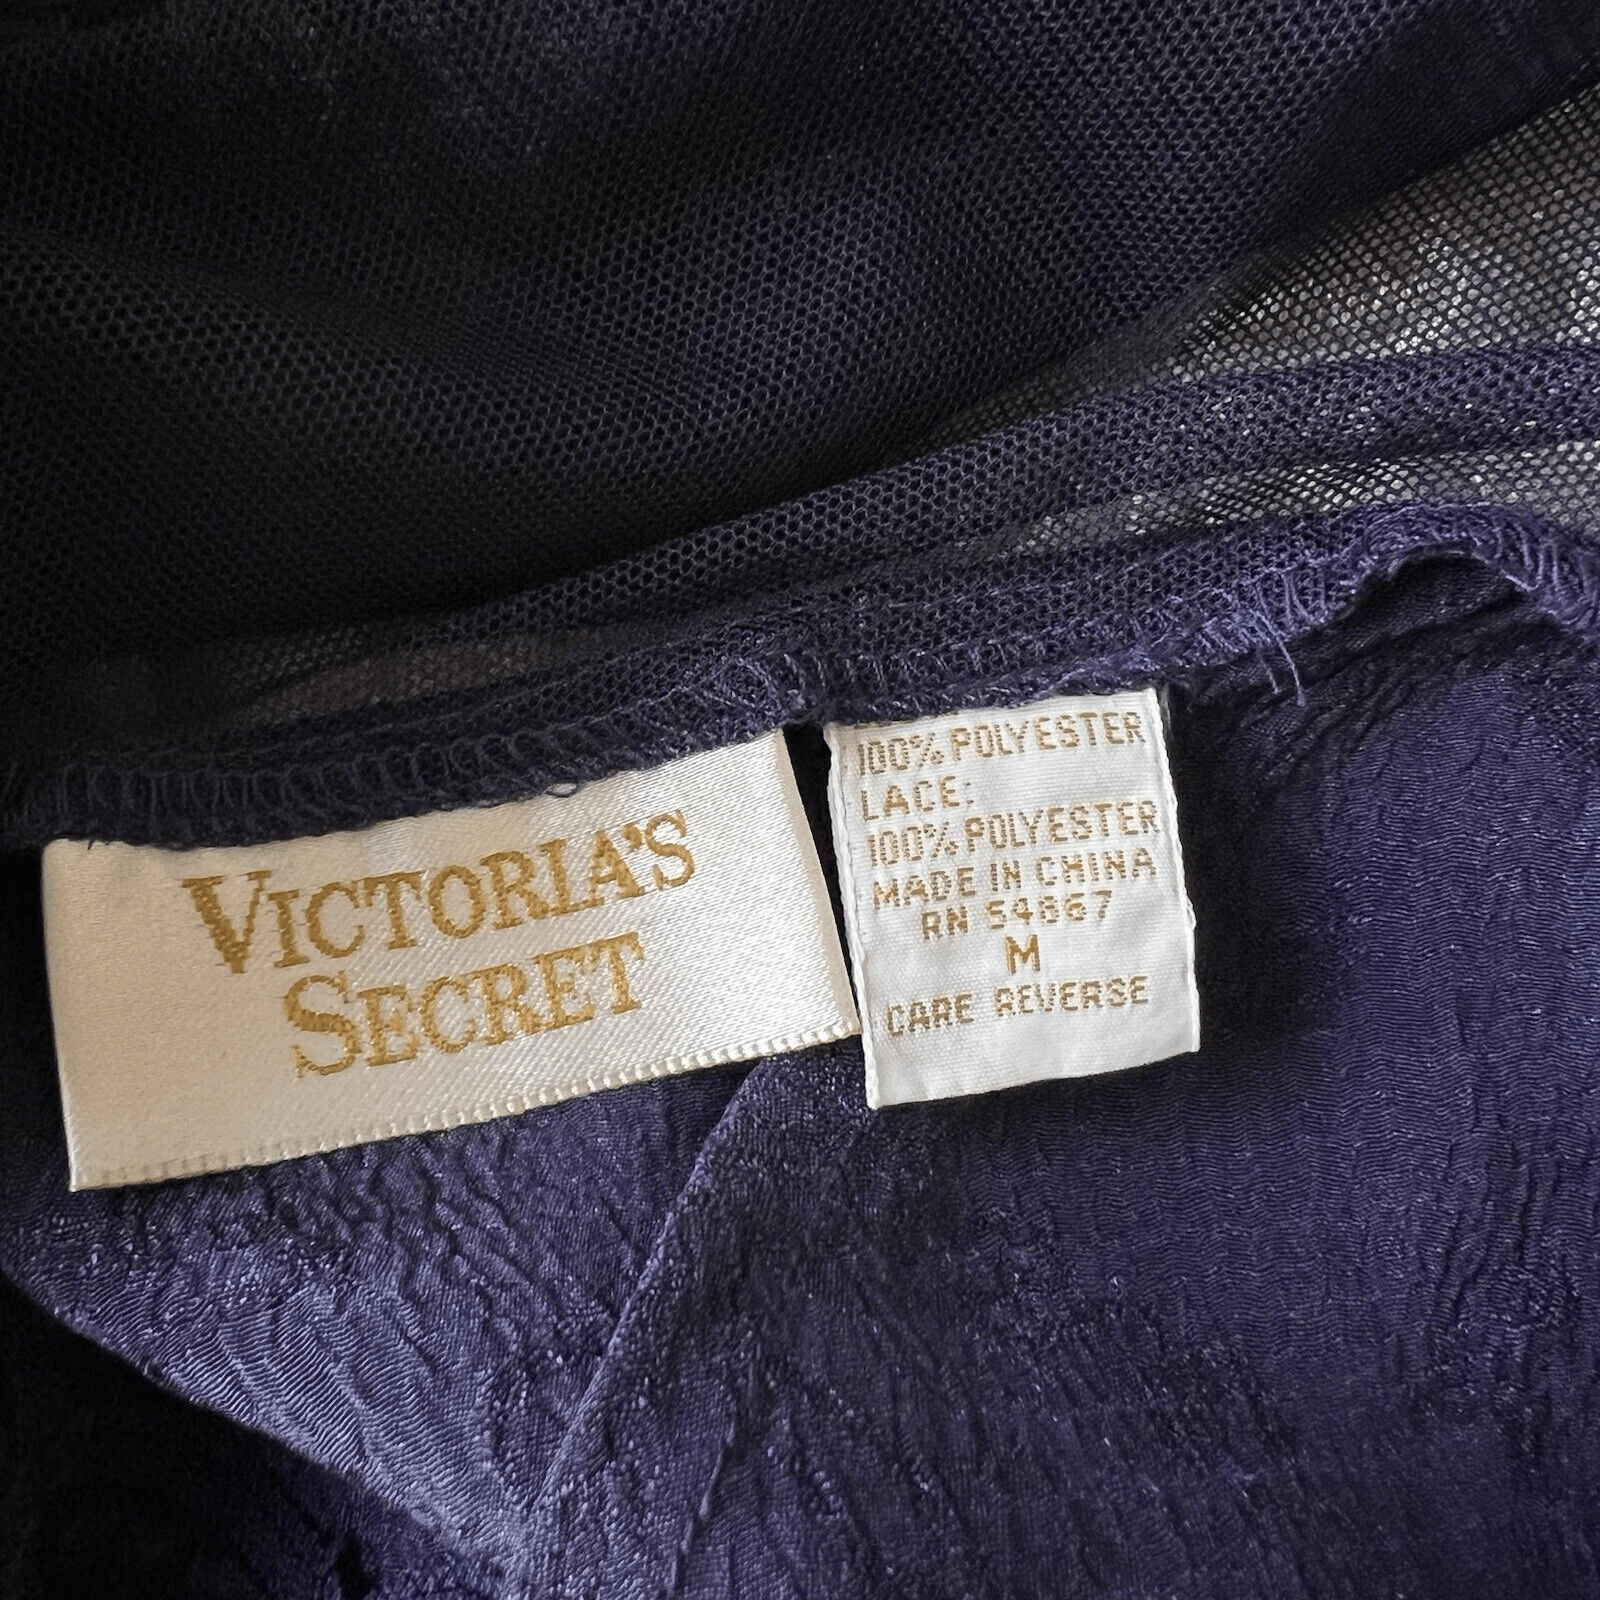 VICTORIA'S
SECRET
100% POLYESTER
LACE:
100% POLYESTER
MADE IN CHINA
RN 54867
M
CARE REVERSE